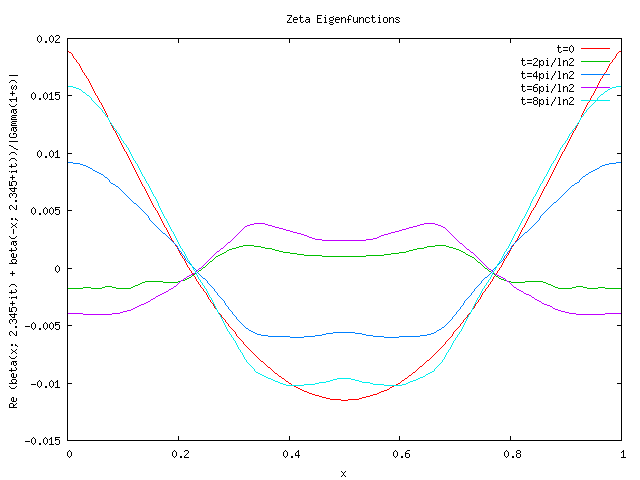 Zeta Eigenfunctions
Re (beta(x; 2.345+it) + beta(-x; 2.345+it))/|Gamma(1+s)|
0.02
0.015
0.01
0.005
0
-0.005
-0.01
-0.015
t=0
t=2pi/ln2
t=4pi/ln2
t=6pi/ln2
t=8pi/ln2
0 0.2 0.4 0.6 0.8 1
x